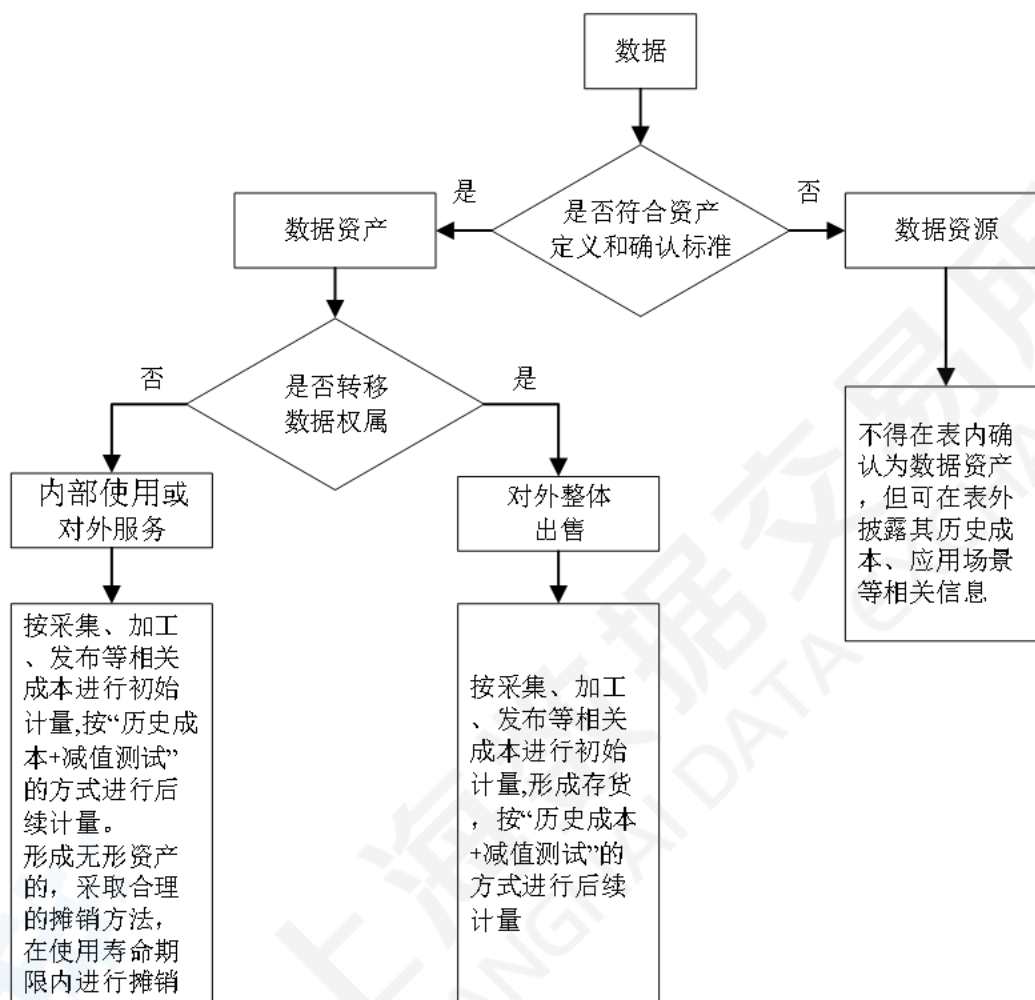 数据
是否符合资产
定义和确认标准
是
否
数据资产
数据资源
是否转移
数据权属
否
是
内部使用或
对外服务
对外整体
出售
不得在表内确
认为数据资产
,但可在表外
披露其历史成
本、应用场景
等相关信息
按采集、加工
、发布等相关
成本进行初始
计量,按“历史成
本+减值测试”
的方式进行后
续计量。
形成无形资产
的，采取合理
的摊销方法，
在使用寿命期
限内进行摊销
按采集、加工
、发布等相关
成本进行初始
计量,形成存货
，按“历史成本
+减值测试”的
方式进行后续
计量
上海数据交易所